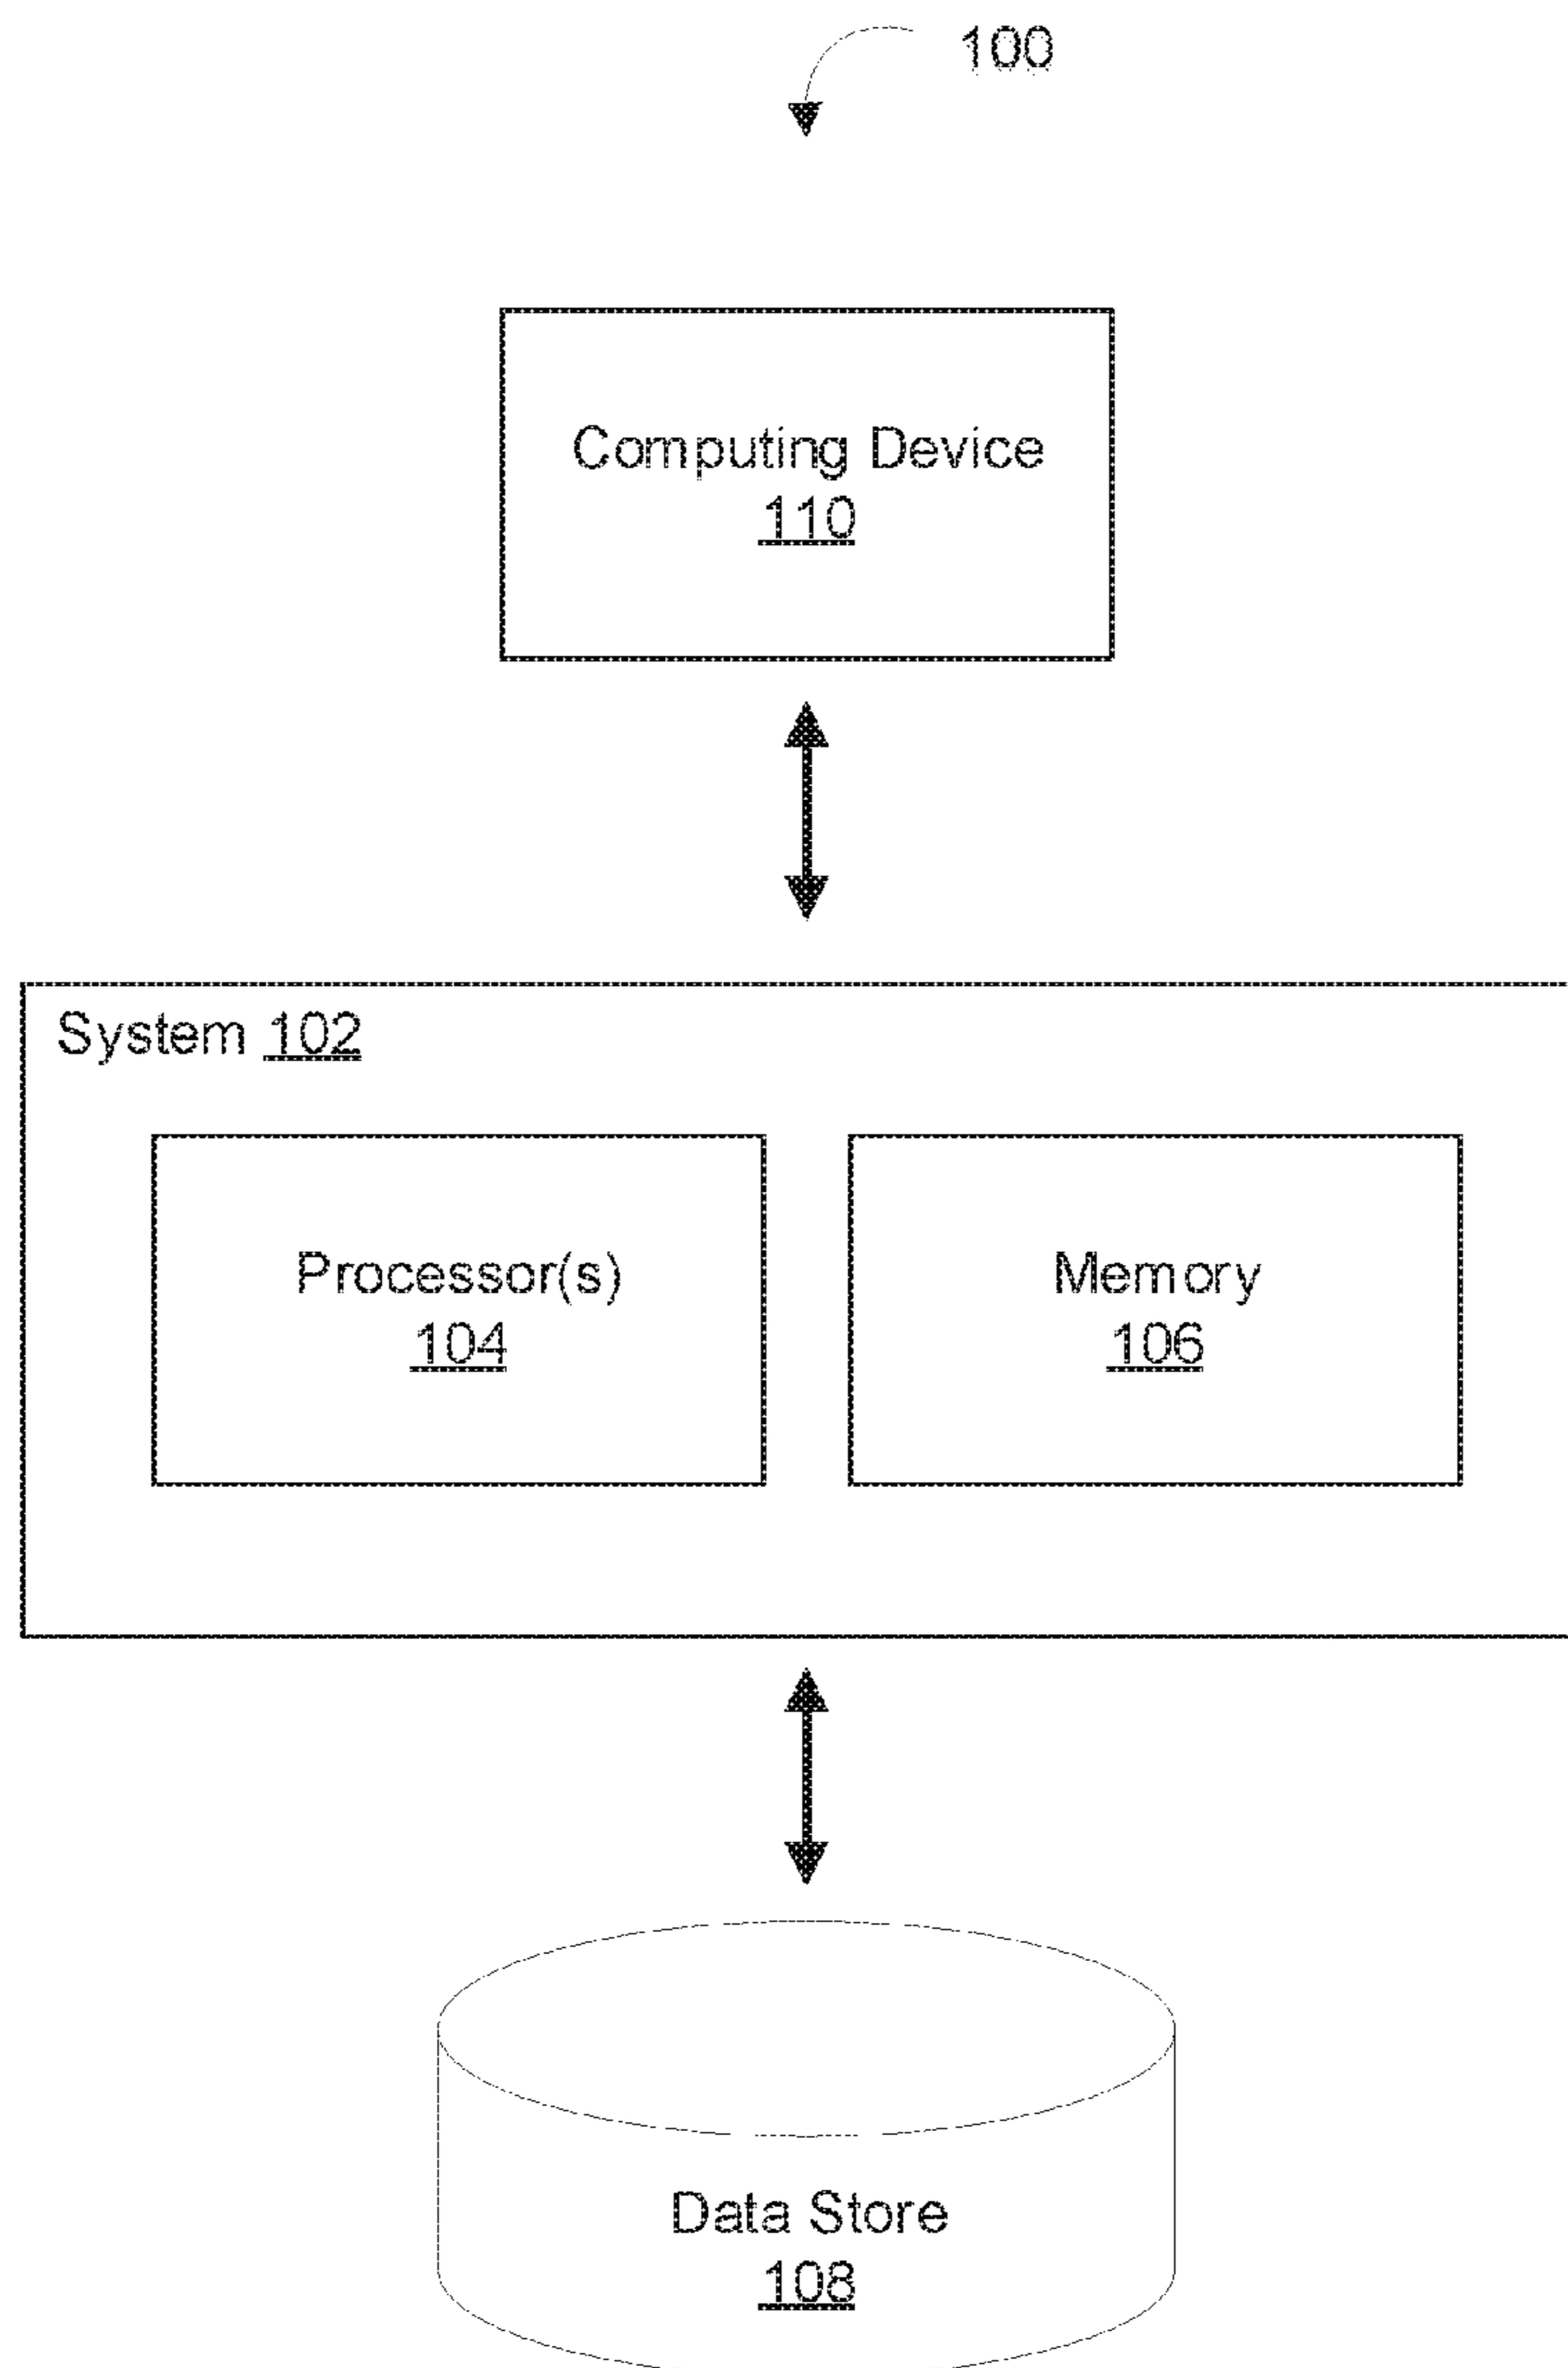 100
Computing Device
110
System 102
Processor(s)
104
Memory
106
Data Store
108